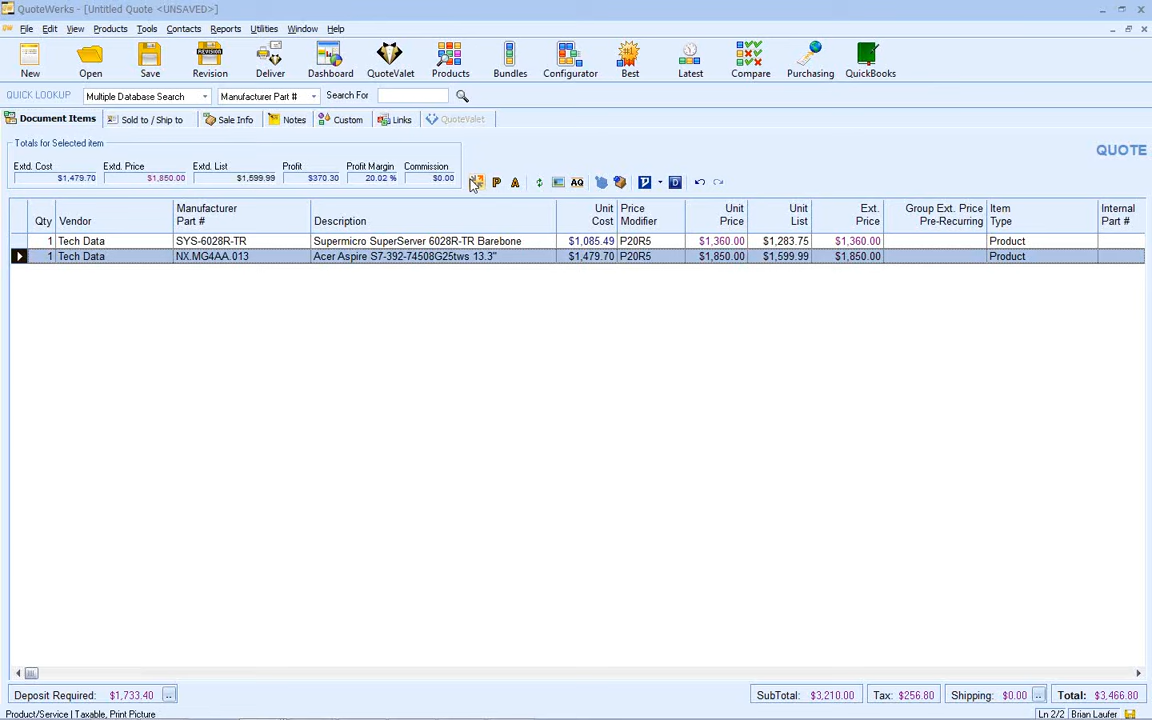 QuoteWerks - [Untitled Quote <UNSAVED>]
File Edit View Products Tools Contacts Reports Utilities Window Help
New Open Save Revision Deliver Dashboard QuoteValet Products Bundles Configurator Best Latest Compare Purchasing QuickBooks
REVISION
QUICK LOOKUP Multiple Database Search Manufacturer Part # Search For
Document Items Sold to / Ship to Sale Info Notes Custom Links QuoteValet
Totals for Selected item
QUOTE
Extd. Cost Extd. Price Extd. List Profit Profit Margin Commission
$1,479.70 $1,850.00 $1,599.99 $370.30 20.02 % $0.00
P A AQ D
Qty Vendor Manufacturer Part # Description Unit Cost Price Modifier Unit Price Unit List Ext. Price Group Ext. Price Pre-Recurring Item Type Internal Part #
1 Tech Data SYS-6028R-TR Supermicro SuperServer 6028R-TR Barebone $1,085.49 P20R5 $1,360.00 $1,283.75 $1,360.00 Product
1 Tech Data NX.MG4AA.013 Acer Aspire S7-392-74508G25tws 13.3" $1,479.70 P20R5 $1,850.00 $1,599.99 $1,850.00 Product
Deposit Required: $1,733.40 .. SubTotal: $3,210.00 Tax: $256.80 Shipping: $0.00 .. Total: $3,466.80
Product/Service | Taxable, Print Picture Ln 2/2 Brian Laufer